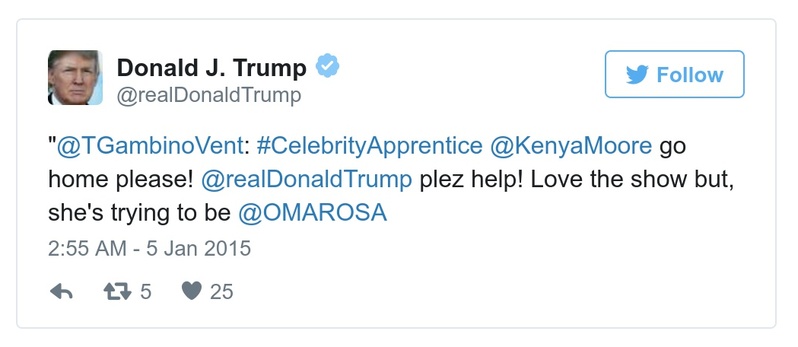 Donald J. Trump
@realDonaldTrump
Follow
"@TGambinoVent: #CelebrityApprentice @KenyaMoore go
home please! @realDonaldTrump plez help! Love the show but,
she's trying to be @OMAROSA
2:55 AM - 5 Jan 2015
5
25